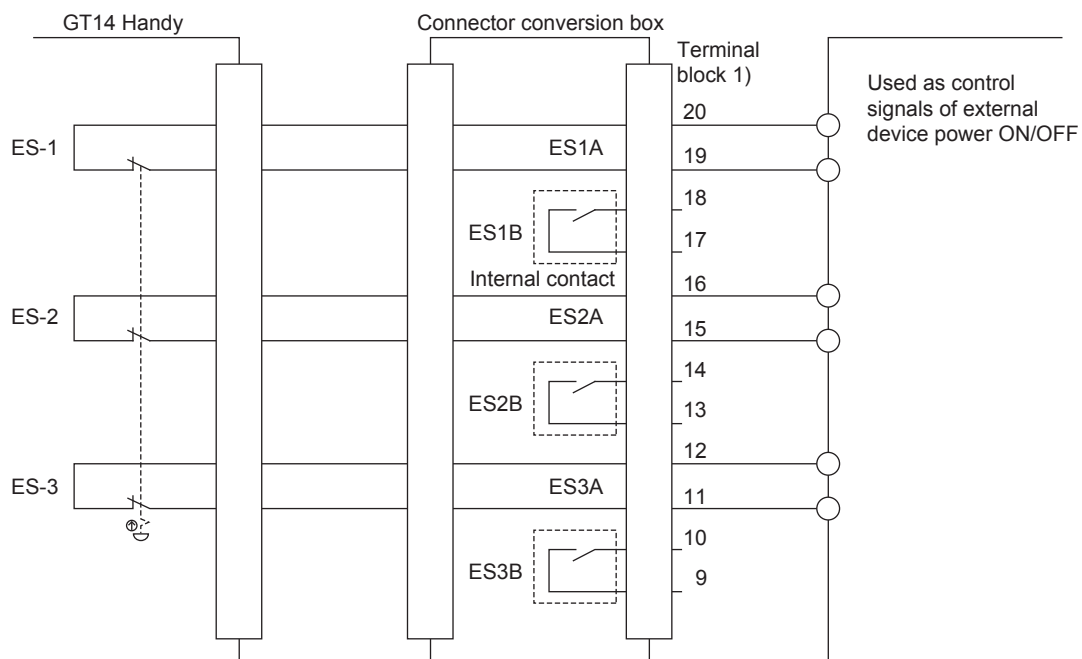 GT14 Handy
Connector conversion box
Terminal
block 1)
Used as control
signals of external
device power ON/OFF
20
ES-1
ES1A
19
18
ES1B
17
Internal contact
16
ES-2
ES2A
15
14
ES2B
13
12
ES-3
ES3A
11
10
ES3B
9